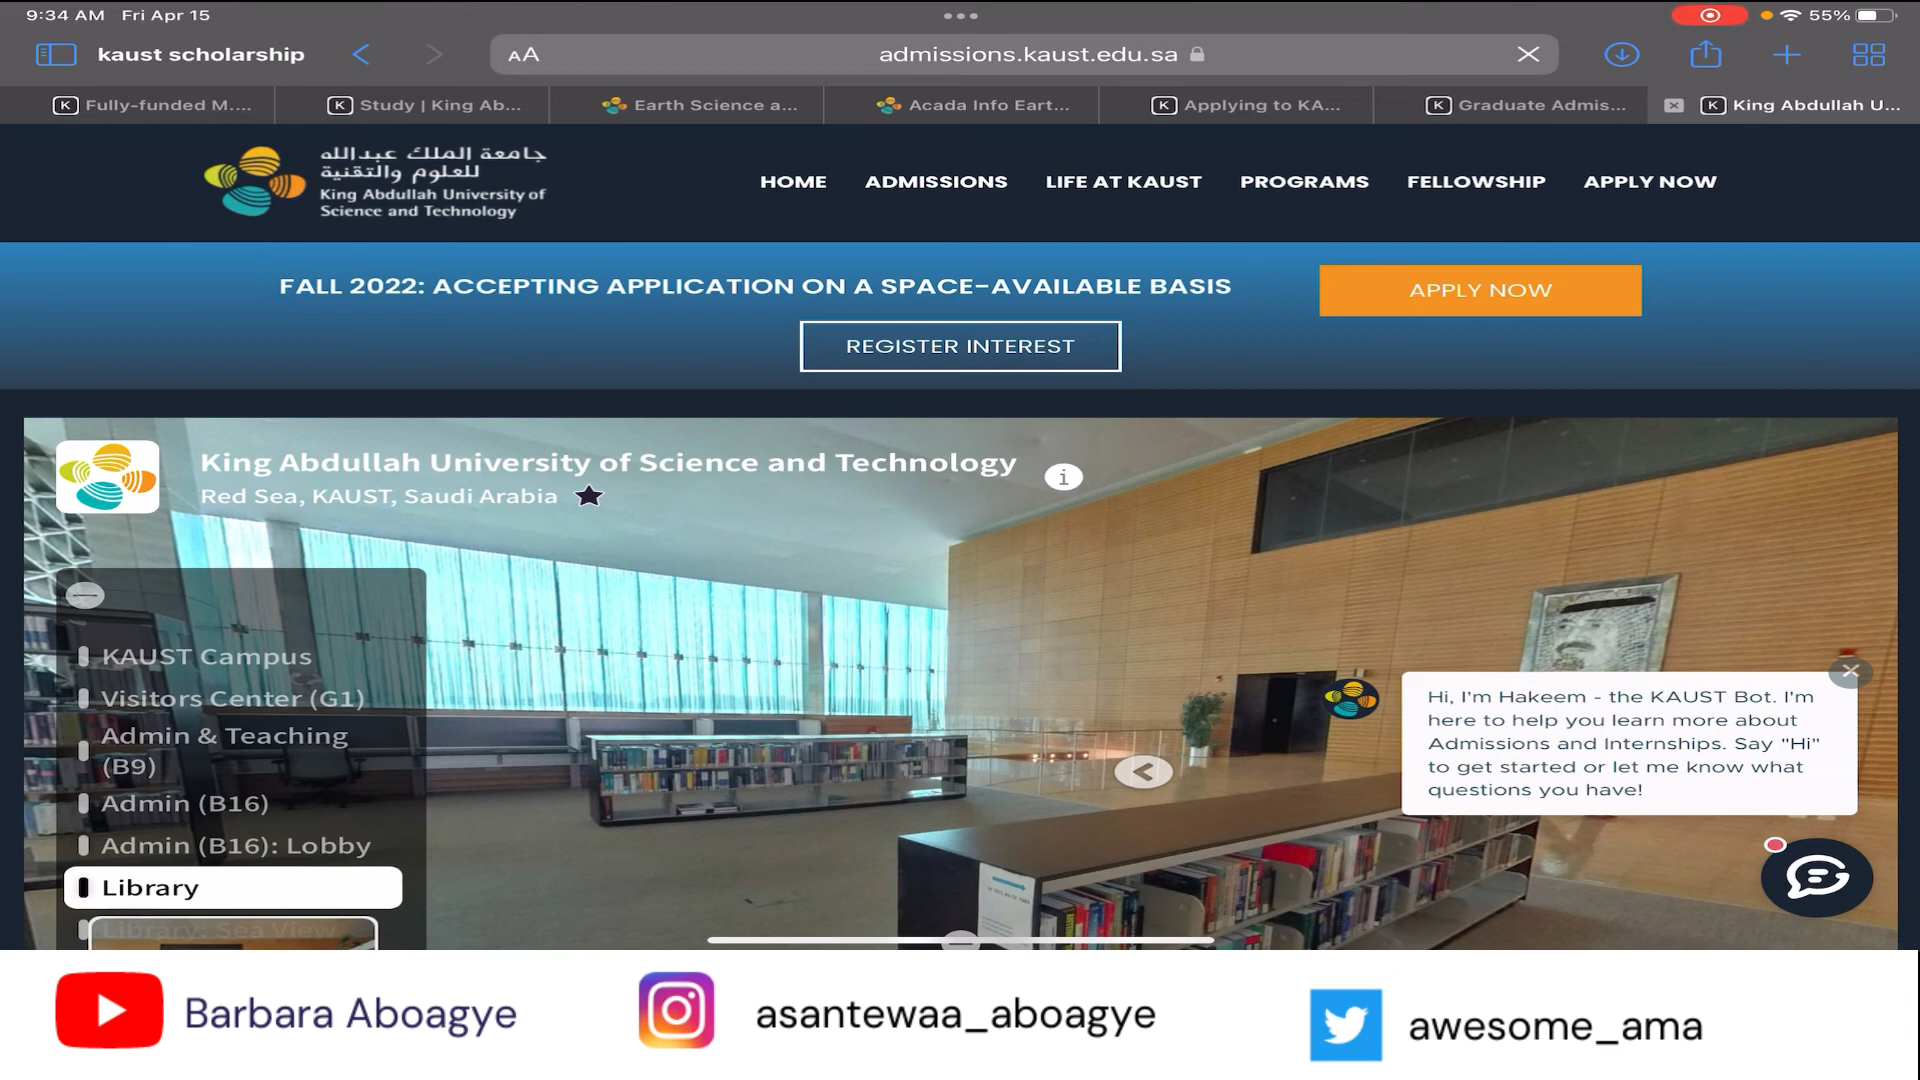 9:34 AM Fri Apr 15
55%
kaust scholarship
AA
admissions.kaust.edu.sa
K Fully-funded M....
K Study | King Ab...
Earth Science a...
Acada Info Eart...
K Applying to KA...
K Graduate Admis...
K King Abdullah U...
جامعة الملك عبدالله
للعلوم والتقنية
King Abdullah University of
Science and Technology
HOME
ADMISSIONS
LIFE AT KAUST
PROGRAMS
FELLOWSHIP
APPLY NOW
FALL 2022: ACCEPTING APPLICATION ON A SPACE-AVAILABLE BASIS
APPLY NOW
REGISTER INTEREST
King Abdullah University of Science and Technology
i
Red Sea, KAUST, Saudi Arabia
KAUST Campus
Visitors Center (G1)
Admin & Teaching
(B9)
Admin (B16)
Admin (B16): Lobby
Library
Library: Sea View
Hi, I'm Hakeem - the KAUST Bot. I'm
here to help you learn more about
Admissions and Internships. Say "Hi"
to get started or let me know what
questions you have!
Barbara Aboagye
asantewaa_aboagye
awesome_ama